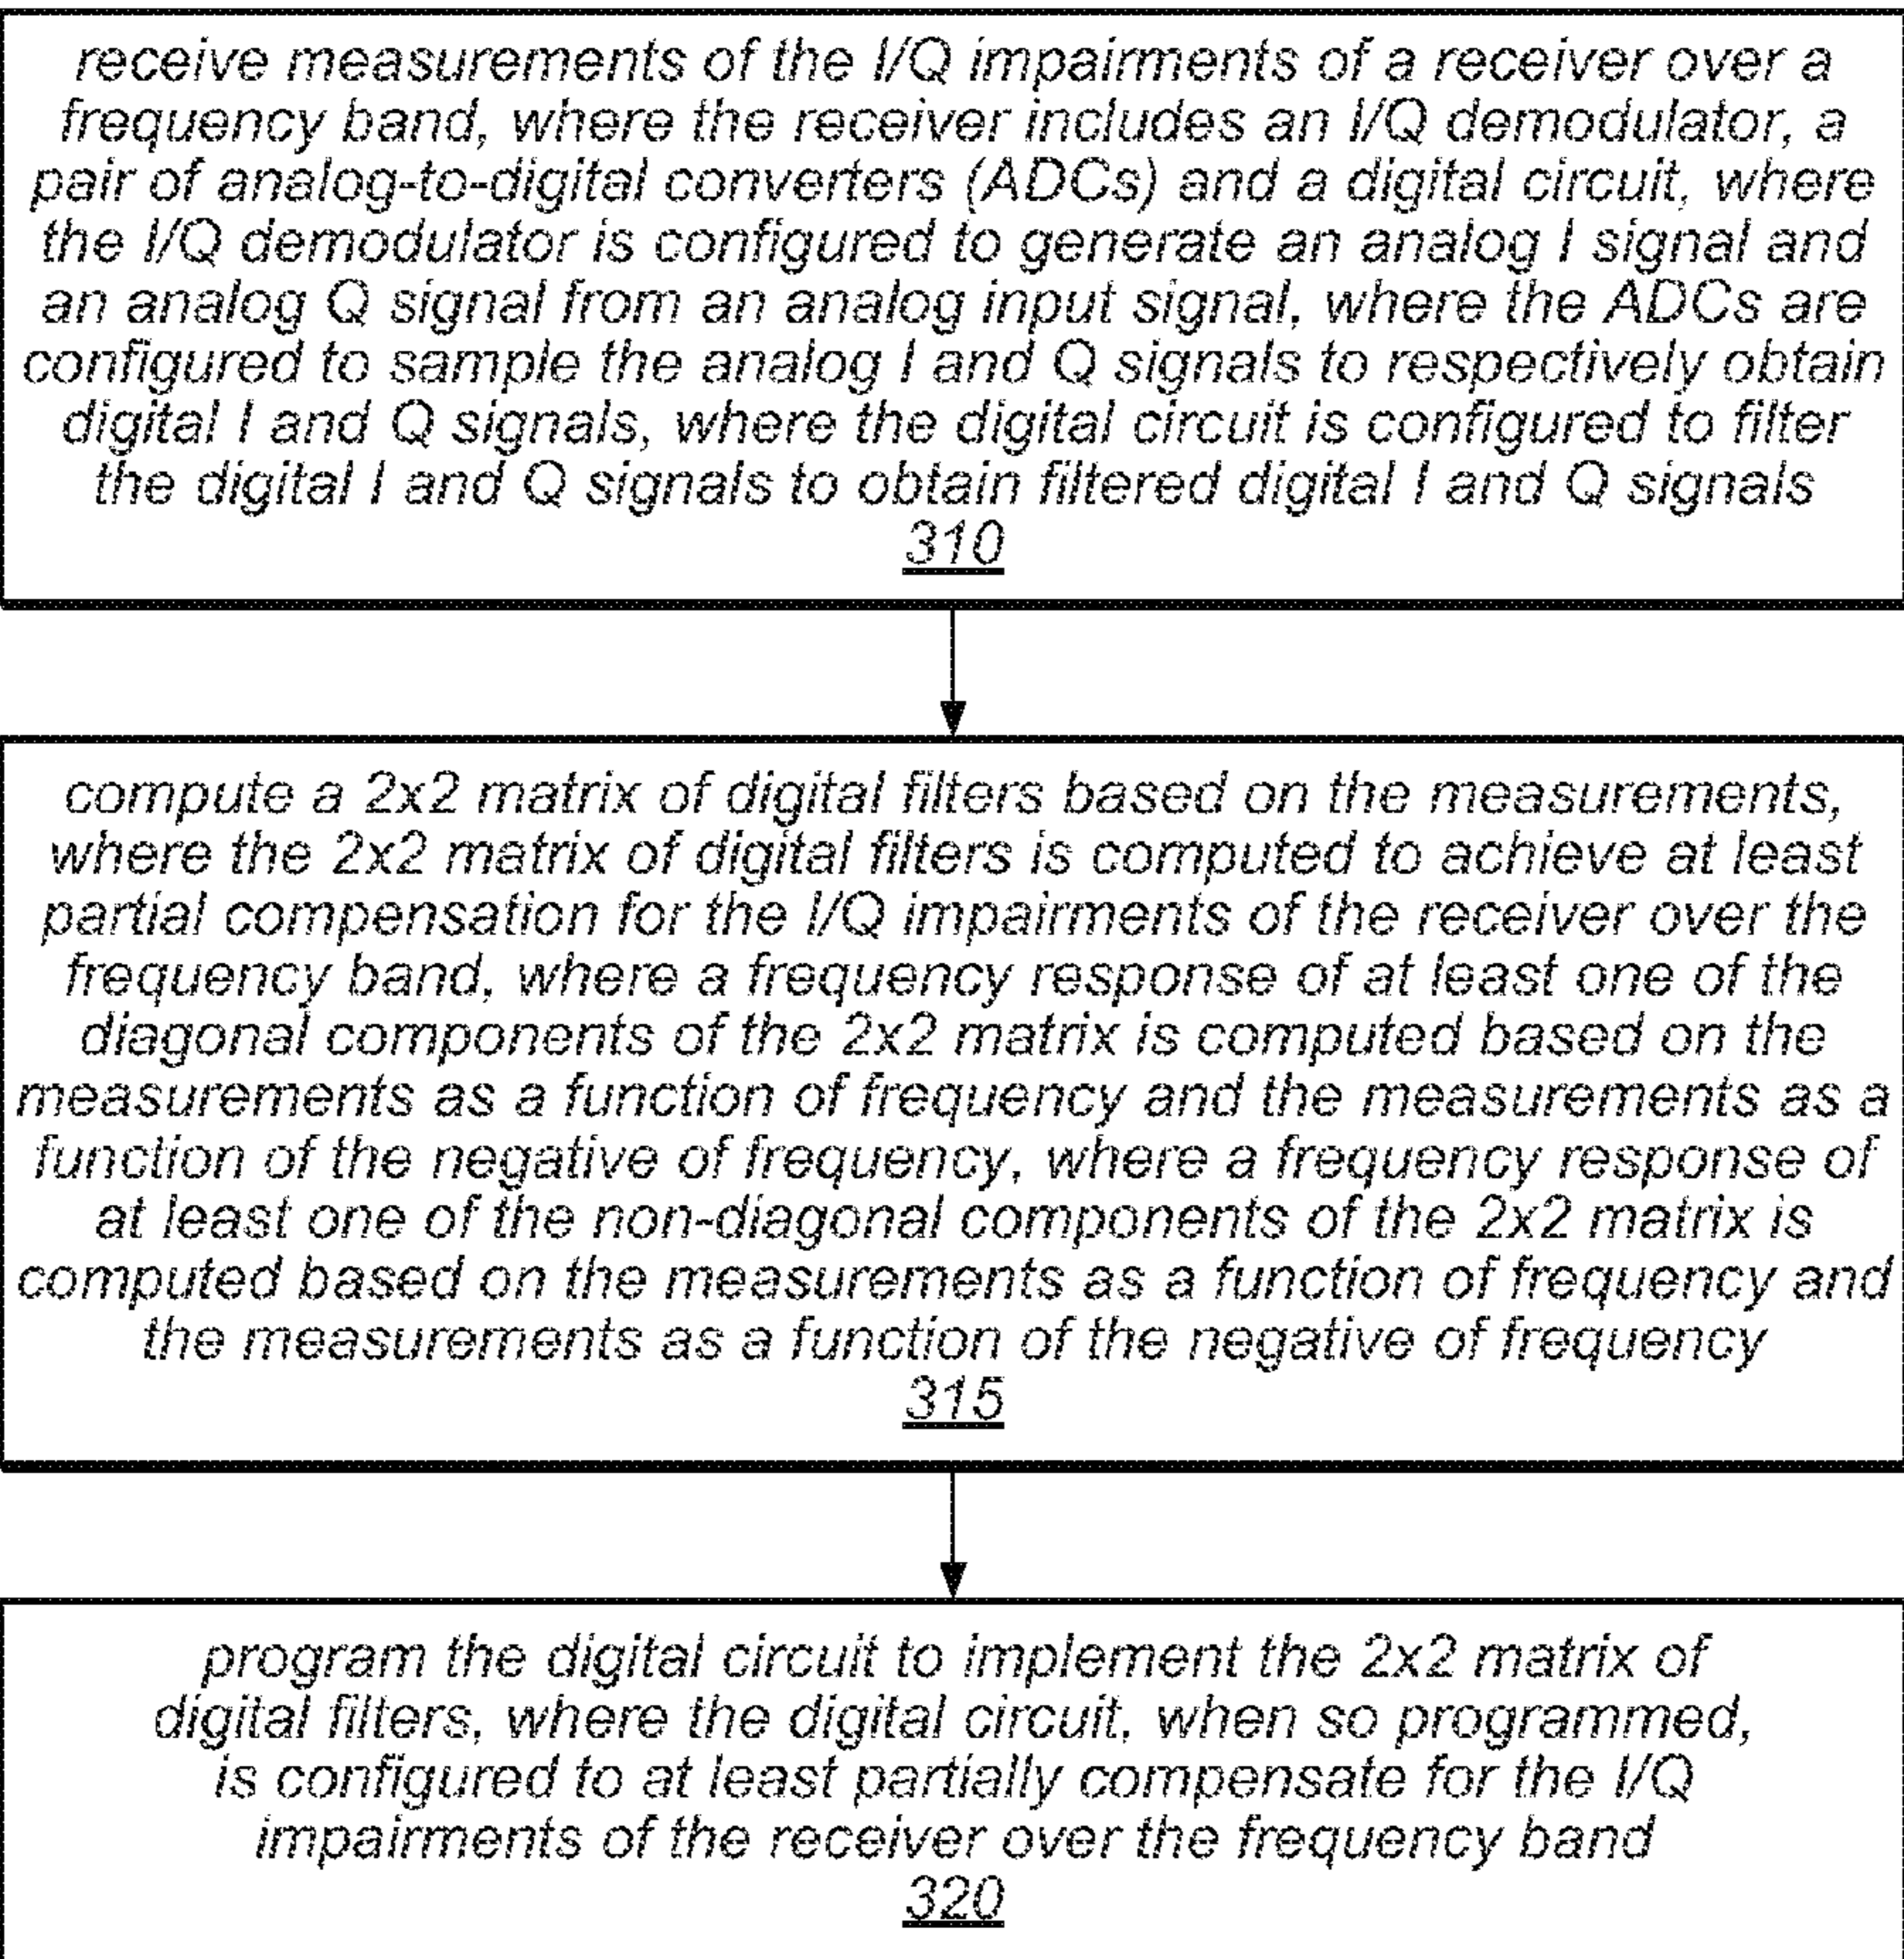 receive measurements of the I/Q impairments of a receiver over a
frequency band, where the receiver includes an I/Q demodulator, a
pair of analog-to-digital converters (ADCs) and a digital circuit, where
the I/Q demodulator is configured to generate an analog I signal and
an analog Q signal from an analog input signal, where the ADCs are
configured to sample the analog I and Q signals to respectively obtain
digital I and Q signals, where the digital circuit is configured to filter
the digital I and Q signals to obtain filtered digital I and Q signals
310
compute a 2x2 matrix of digital filters based on the measurements,
where the 2x2 matrix of digital filters is computed to achieve at least
partial compensation for the I/Q impairments of the receiver over the
frequency band, where a frequency response of at least one of the
diagonal components of the 2x2 matrix is computed based on the
measurements as a function of frequency and the measurements as a
function of the negative of frequency, where a frequency response of
at least one of the non-diagonal components of the 2x2 matrix is
computed based on the measurements as a function of frequency and
the measurements as a function of the negative of frequency
315
program the digital circuit to implement the 2x2 matrix of
digital filters, where the digital circuit, when so programmed,
is configured to at least partially compensate for the I/Q
impairments of the receiver over the frequency band
320